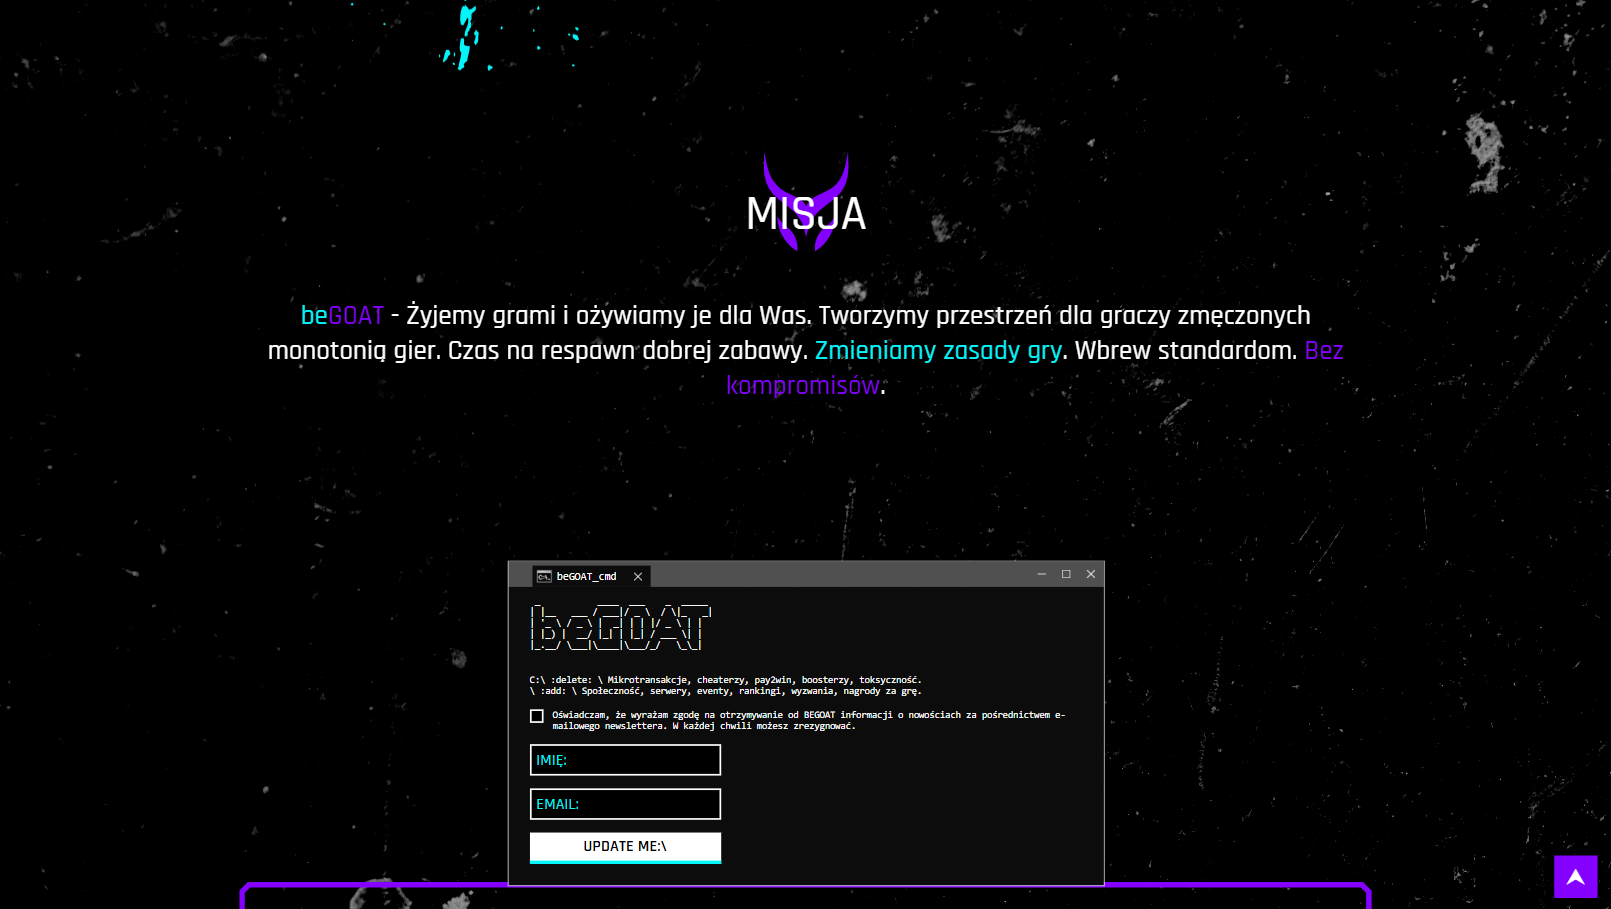 MISJA
beGOAT - Żyjemy grami i ożywiamy je dla Was. Tworzymy przestrzeń dla graczy zmęczonych
monotonią gier. Czas na respawn dobrej zabawy. Zmieniamy zasady gry. Wbrew standardom. Bez
kompromisów.
beGOAT_cmd
beGOAT
C:\ :delete: \ Mikrotransakcje, cheaterzy, pay2win, boosterzy, toksyczność.
\ :add: \ Społeczność, serwery, eventy, rankingi, wyzwania, nagrody za grę.
Oświadczam, że wyrażam zgodę na otrzymywanie od BEGOAT informacji o nowościach za pośrednictwem e-
mailowego newslettera. W każdej chwili możesz zrezygnować.
IMIĘ:
EMAIL:
UPDATE ME:\